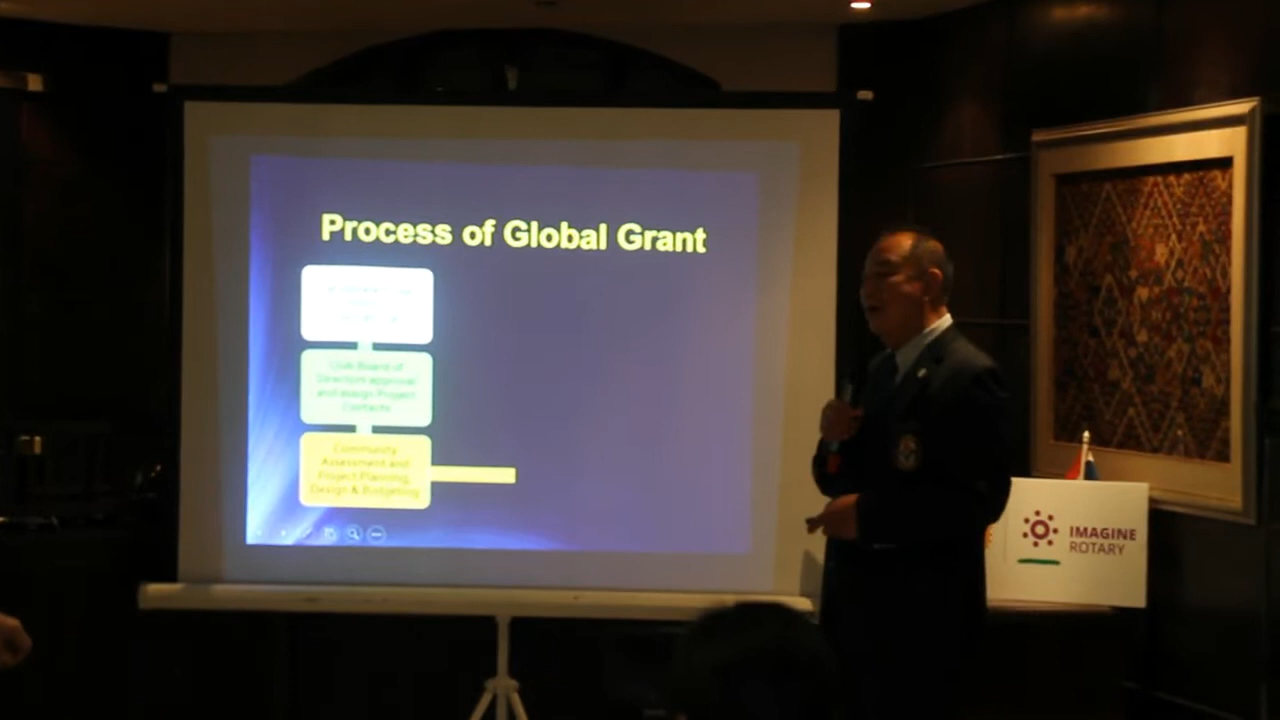 Process of Global Grant
Club Board of
Directors approval
and assign Project
Contacts
Community
Assessment and
Project Planning,
Design & Budgeting
IMAGINE
ROTARY